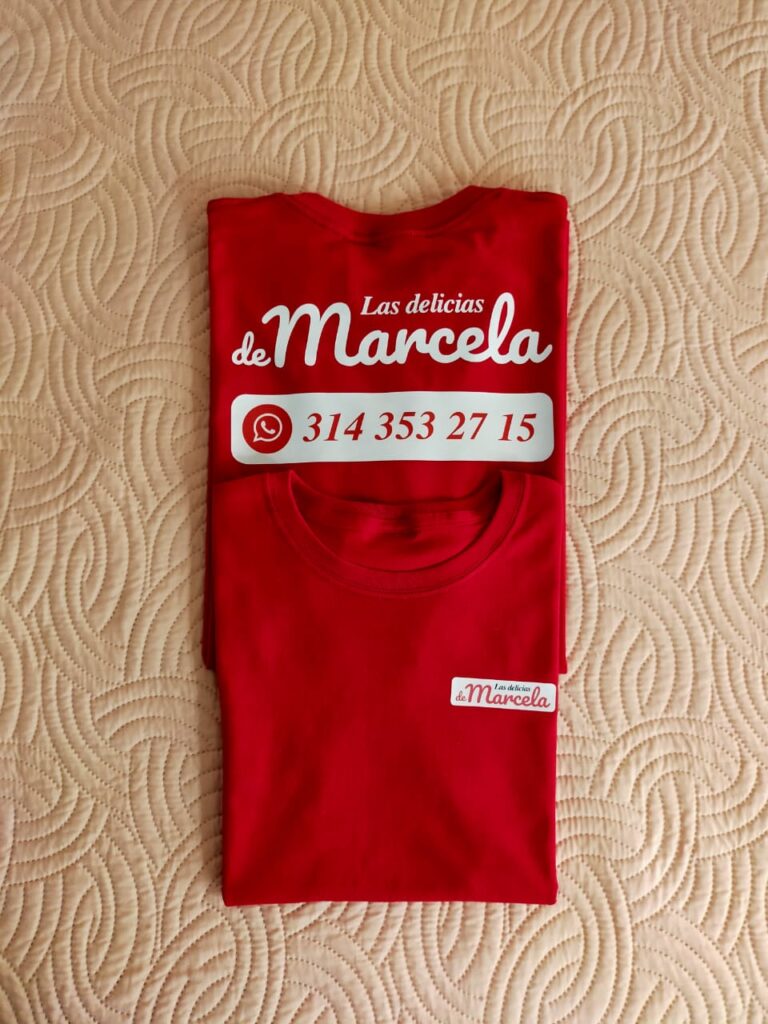 Las delicias
de Marcela
314 353 27 15
Las delicias
de Marcela